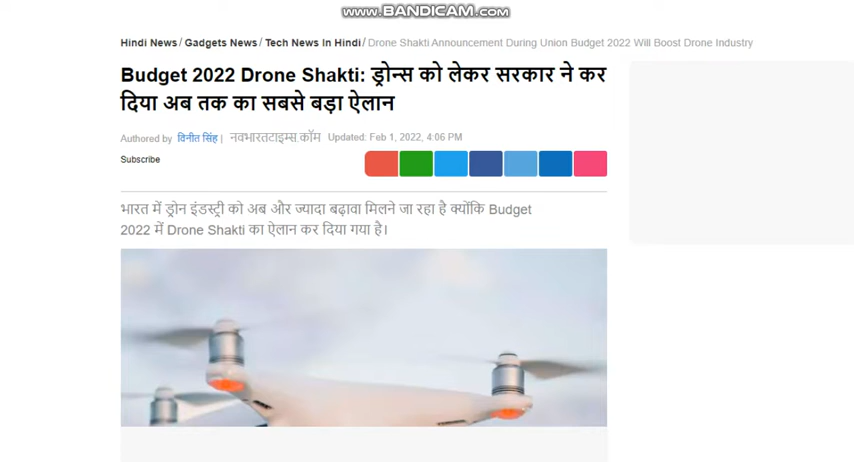 www.BANDICAM.com
Hindi News/ Gadgets News/ Tech News In Hindi/ Drone Shakti Announcement During Union Budget 2022 Will Boost Drone Industry
Budget 2022 Drone Shakti: ड्रोन्स को लेकर सरकार ने कर
दिया अब तक का सबसे बड़ा ऐलान
Authored by विनीत सिंह | नवभारतटाइम्स.कॉम Updated: Feb 1, 2022, 4:06 PM
Subscribe
भारत में ड्रोन इंडस्ट्री को अब और ज्यादा बढ़ावा मिलने जा रहा है क्योंकि Budget
2022 में Drone Shakti का ऐलान कर दिया गया है।